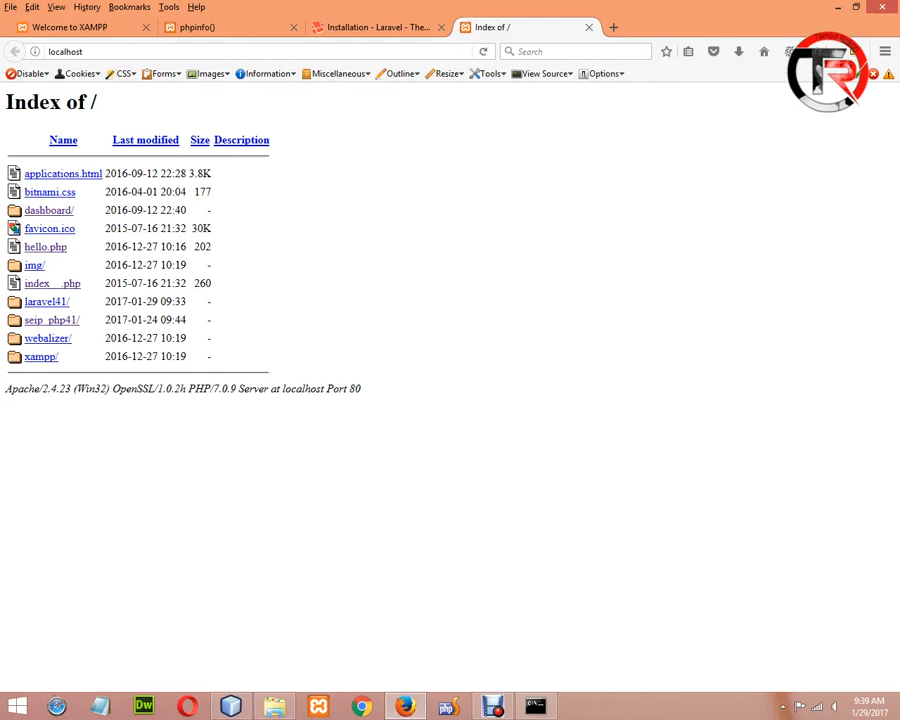 File Edit View History Bookmarks Tools Help
Welcome to XAMPP
phpinfo()
Installation - Laravel - The...
Index of /
localhost
Search
Disable Cookies CSS Forms Images Information Miscellaneous Outline Resize Tools View Source Options
Index of /
Name Last modified Size Description
applications.html 2016-09-12 22:28 3.8K
bitnami.css 2016-04-01 20:04 177
dashboard/ 2016-09-12 22:40 -
favicon.ico 2015-07-16 21:32 30K
hello.php 2016-12-27 10:16 202
img/ 2016-12-27 10:19 -
index__.php 2015-07-16 21:32 260
laravel41/ 2017-01-29 09:33 -
seip_php41/ 2017-01-24 09:44 -
webalizer/ 2016-12-27 10:19 -
xampp/ 2016-12-27 10:19 -
Apache/2.4.23 (Win32) OpenSSL/1.0.2h PHP/7.0.9 Server at localhost Port 80
Dw
php
9:39 AM
1/29/2017